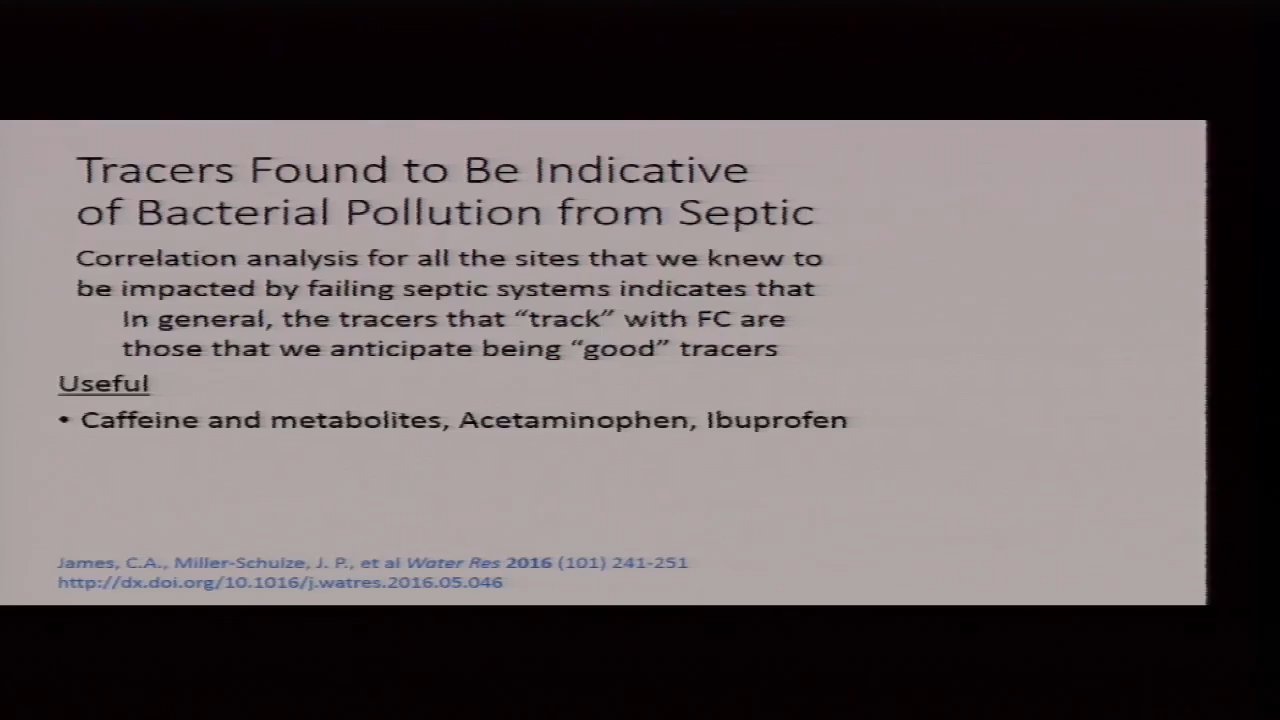 Tracers Found to Be Indicative
of Bacterial Pollution from Septic
Correlation analysis for all the sites that we knew to
be impacted by failing septic systems indicates that
In general, the tracers that “track” with FC are
those that we anticipate being “good” tracers
Useful
• Caffeine and metabolites, Acetaminophen, Ibuprofen
James, C.A., Miller-Schulze, J. P., et al Water Res 2016 (101) 241-251
http://dx.doi.org/10.1016/j.watres.2016.05.046